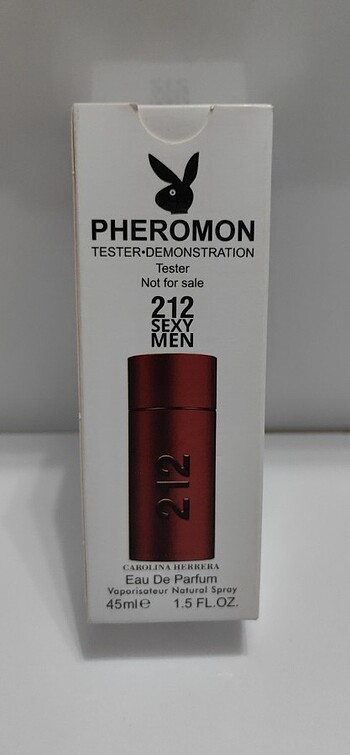 PHEROMON
TESTER•DEMONSTRATION
Tester
Not for sale
212
SEXY
MEN
212
CAROLINA HERRERA
Eau De Parfum
Vaporisateur Natural Spray
45ml e 1.5 FL.OZ.